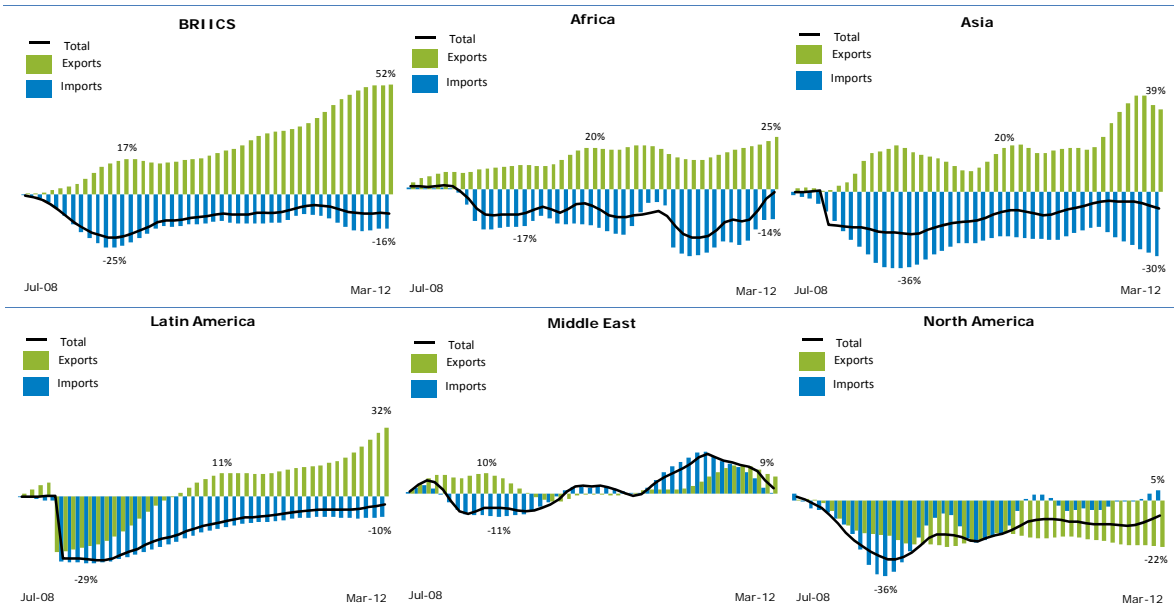 BRIICS
Total
Exports
Imports
52%
17%
-25%
-16%
Jul-08
Mar-12
Africa
Total
Exports
Imports
20%
25%
-17%
-14%
Jul-08
Mar-12
Asia
Total
Exports
Imports
39%
20%
-36%
-30%
Jul-08
Mar-12
Latin America
Total
Exports
Imports
32%
11%
-29%
-10%
Jul-08
Mar-12
Middle East
Total
Exports
Imports
10%
9%
-11%
Jul-08
Mar-12
North America
Total
Exports
Imports
5%
-22%
-36%
Jul-08
Mar-12